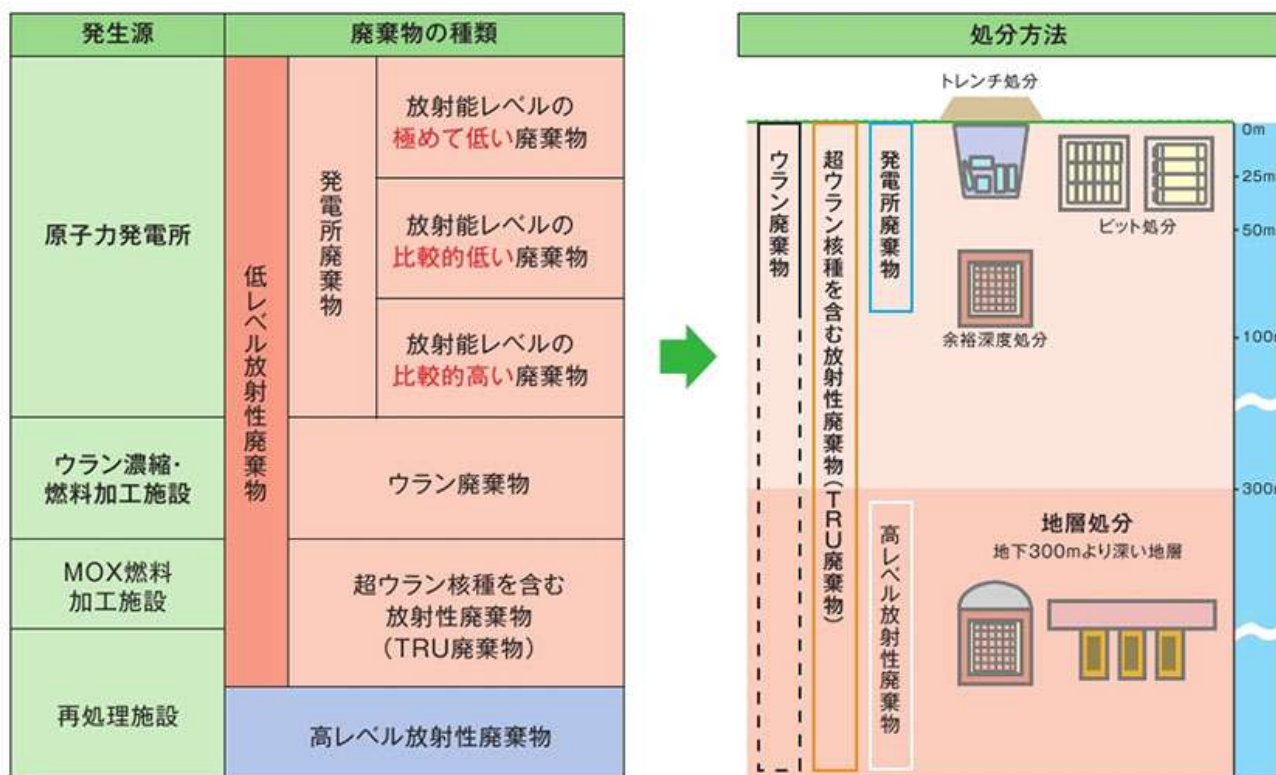 発生源
廃棄物の種類
原子力発電所
ウラン濃縮・
燃料加工施設
MOX燃料
加工施設
再処理施設
低レベル放射性廃棄物
発電所廃棄物
放射能レベルの
極めて低い廃棄物
放射能レベルの
比較的低い廃棄物
放射能レベルの
比較的高い廃棄物
ウラン廃棄物
超ウラン核種を含む
放射性廃棄物
（TRU廃棄物）
高レベル放射性廃棄物
処分方法
ウラン廃棄物
超ウラン核種を含む放射性廃棄物（TRU廃棄物）
発電所廃棄物
高レベル放射性廃棄物
トレンチ処分
ピット処分
余裕深度処分
地層処分
地下300mより深い地層
0m
25m
50m
100m
300m